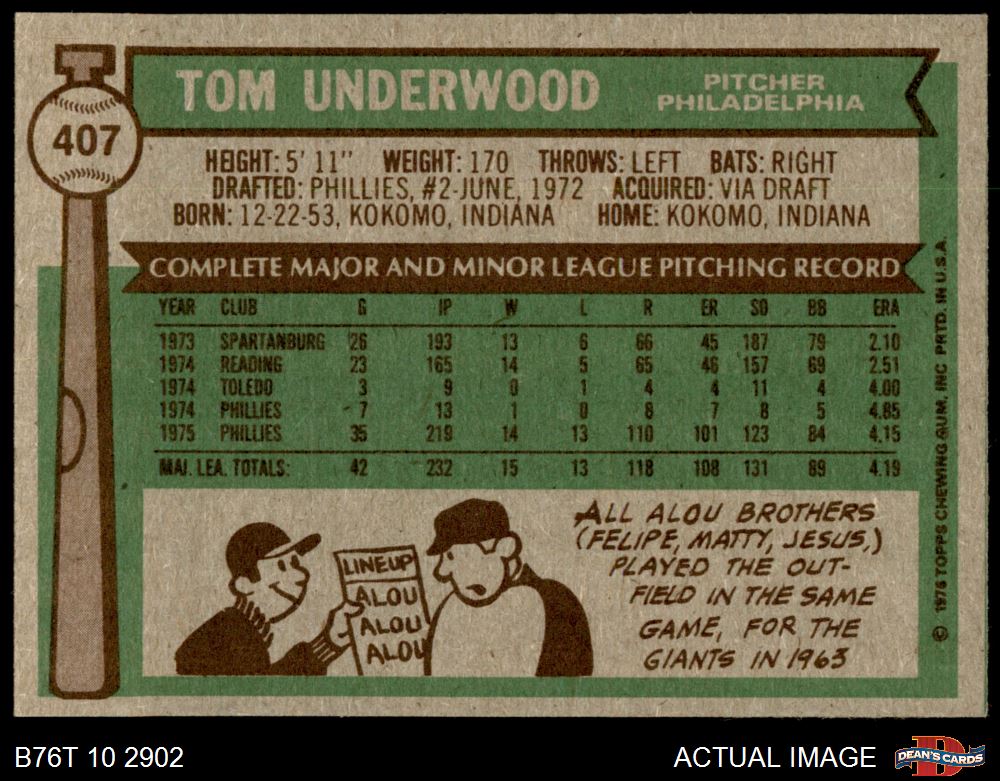 407
TOM UNDERWOOD
PITCHER
PHILADELPHIA
HEIGHT: 5' 11" WEIGHT: 170 THROWS: LEFT BATS: RIGHT
DRAFTED: PHILLIES, #2-JUNE, 1972 ACQUIRED: VIA DRAFT
BORN: 12-22-53, KOKOMO, INDIANA HOME: KOKOMO, INDIANA
COMPLETE MAJOR AND MINOR LEAGUE PITCHING RECORD
YEAR CLUB G IP W L R ER SO BB ERA
1973 SPARTANBURG 26 193 13 6 66 45 187 79 2.10
1974 READING 23 165 14 5 65 46 157 69 2.51
1974 TOLEDO 3 9 0 1 4 4 11 4 4.00
1974 PHILLIES 7 13 1 0 8 7 8 5 4.85
1975 PHILLIES 35 219 14 13 110 101 123 84 4.15
MAJ. LEA. TOTALS: 42 232 15 13 118 108 131 89 4.19
LINEUP
ALOU
ALOU
ALOU
ALL ALOU BROTHERS
(FELIPE, MATTY, JESUS,)
PLAYED THE OUT-
FIELD IN THE SAME
GAME, FOR THE
GIANTS IN 1963
© 1976 TOPPS CHEWING GUM, INC PRTD. IN U.S.A.
B76T 10 2902
ACTUAL IMAGE
D
DEAN'S CARDS